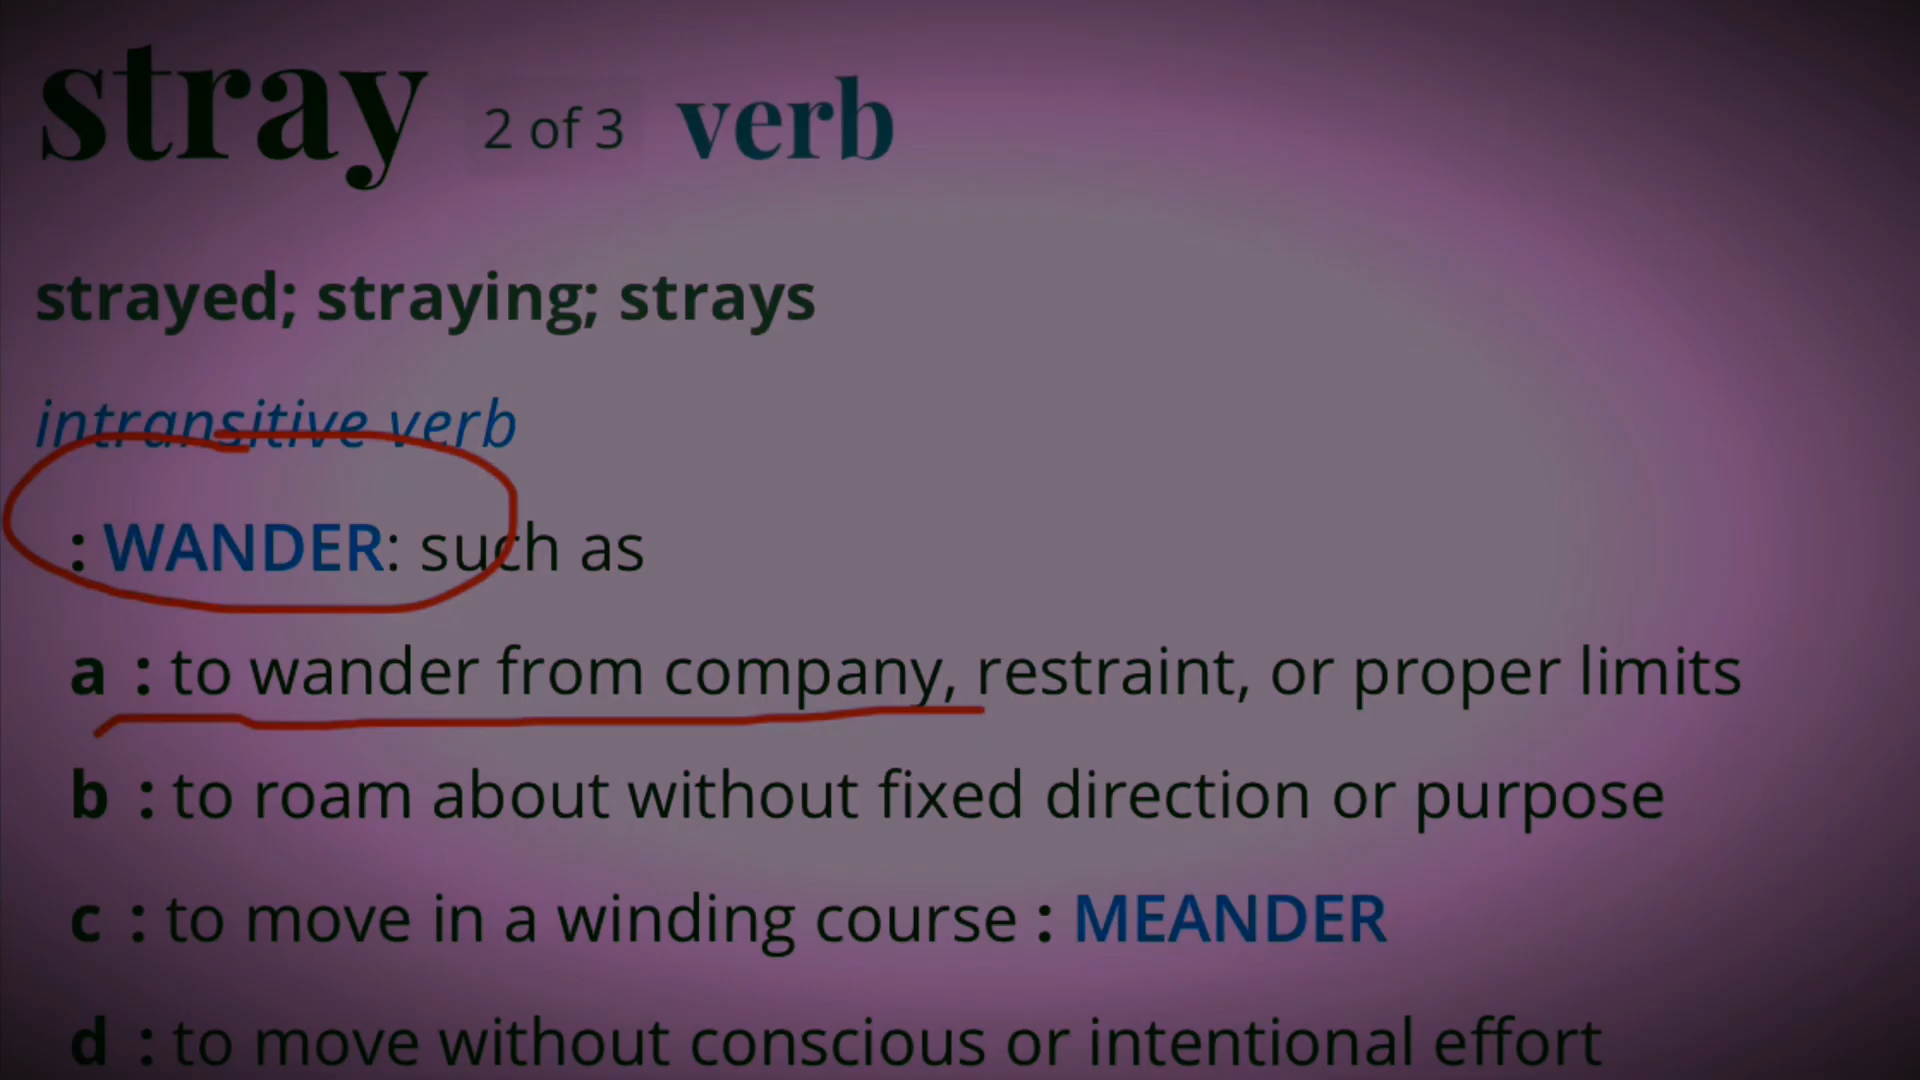 stray 2 of 3 verb
strayed; straying; strays
intransitive verb
: WANDER: such as
a : to wander from company, restraint, or proper limits
b : to roam about without fixed direction or purpose
c : to move in a winding course : MEANDER
d : to move without conscious or intentional effort